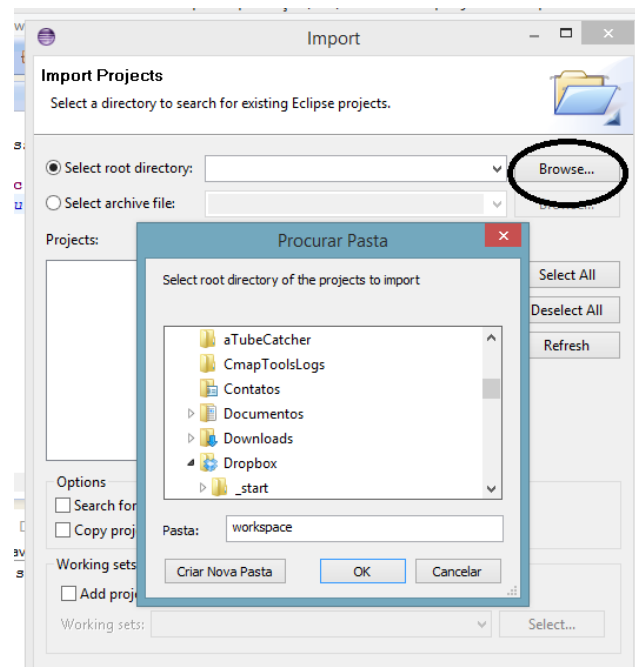 Import
Import Projects
Select a directory to search for existing Eclipse projects.
Select root directory:
Browse...
Select archive file:
Projects:
Procurar Pasta
Select root directory of the projects to import
aTubeCatcher
CmapToolsLogs
Contatos
Documentos
Downloads
Dropbox
_start
Pasta: workspace
Criar Nova Pasta OK Cancelar
Select All
Deselect All
Refresh
Options
Search for
Copy proj
Working sets
Add proje
Working sets:
Select...